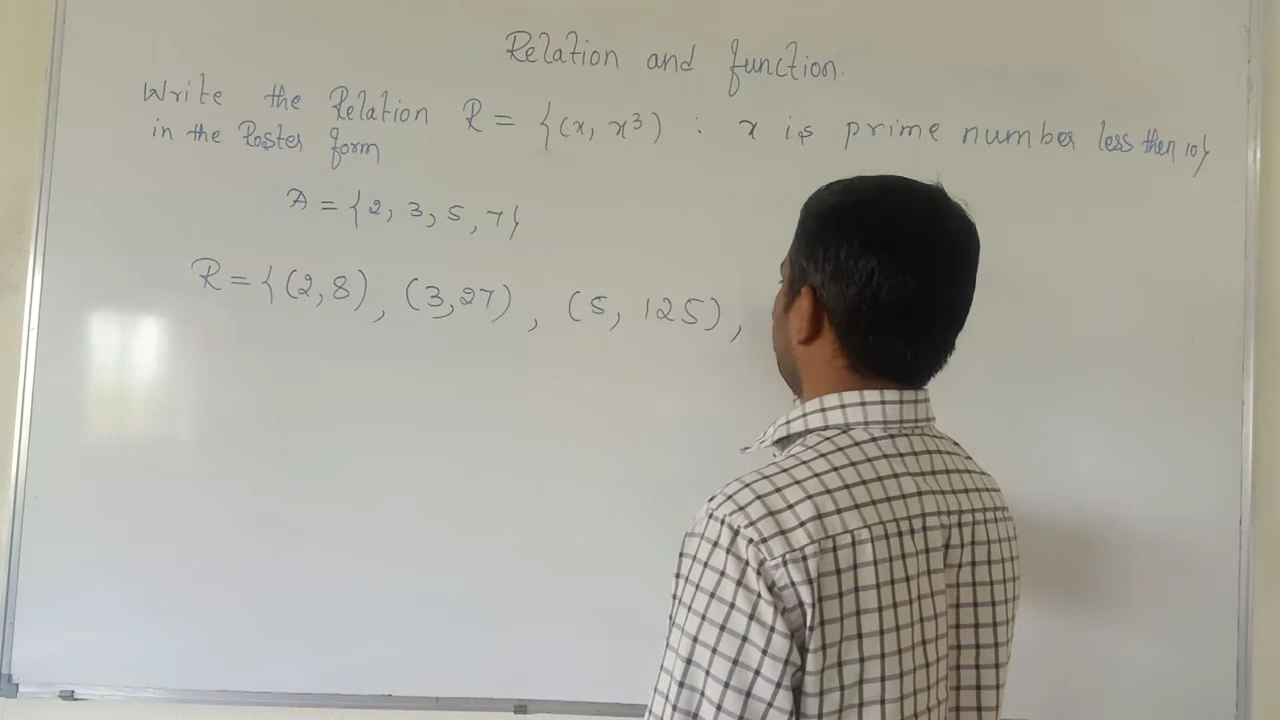 Relation and function.
Write the Relation R = {(x, x³) : x is prime number less then 10}
in the Roster form
A = {2, 3, 5, 7}
R = {(2,8), (3,27), (5, 125),